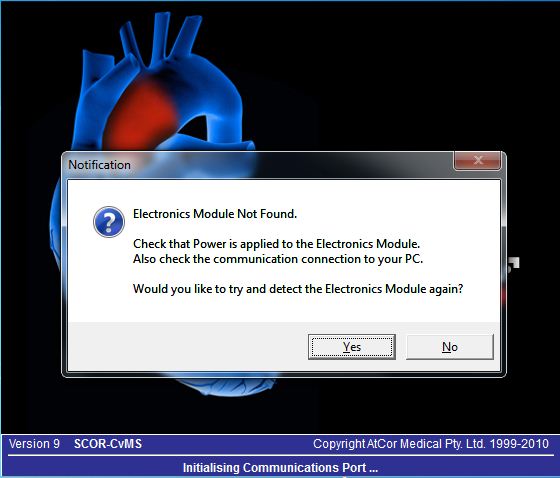 Notification
Electronics Module Not Found.
Check that Power is applied to the Electronics Module.
Also check the communication connection to your PC.
Would you like to try and detect the Electronics Module again?
Yes
No
Version 9 SCOR-CvMS Copyright AtCor Medical Pty. Ltd. 1999-2010
Initialising Communications Port ...